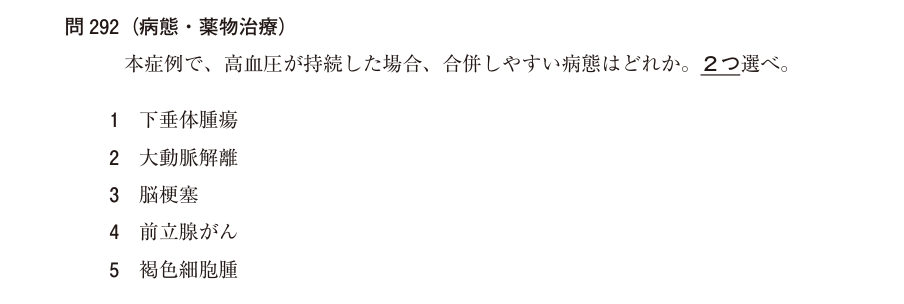 問 292（病態・薬物治療）
本症例で、高血圧が持続した場合、合併しやすい病態はどれか。２つ選べ。
1 下垂体腫瘍
2 大動脈解離
3 脳梗塞
4 前立腺がん
5 褐色細胞腫